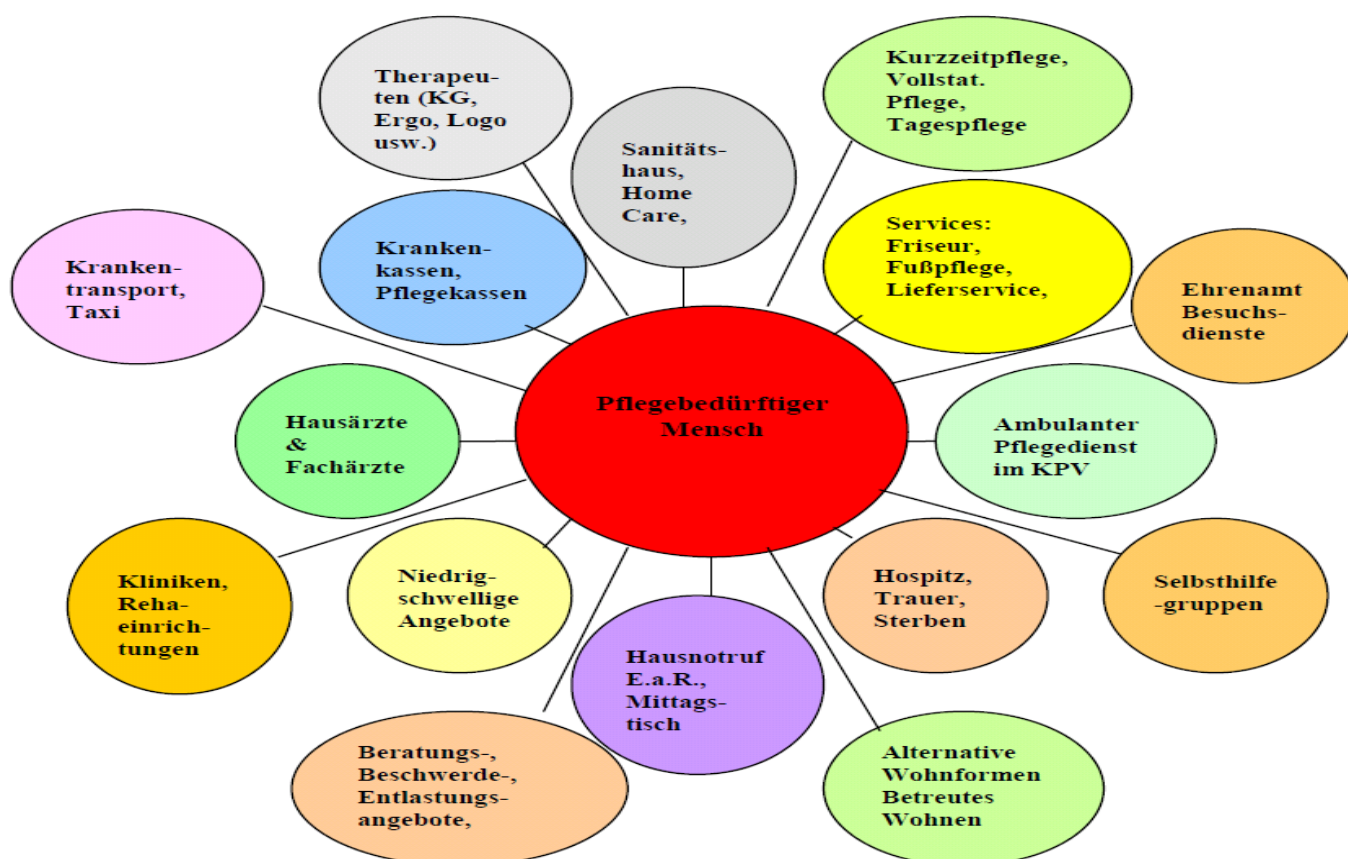 Therapeu-
ten (KG,
Ergo, Logo
usw.)
Sanitäts-
haus,
Home
Care,
Kurzzeitpflege,
Vollstat.
Pflege,
Tagespflege
Kranken-
transport,
Taxi
Kranken-
kassen,
Pflegekassen
Services:
Friseur,
Fußpflege,
Lieferservice,
Ehrenamt
Besuchs-
dienste
Hausärzte
&
Fachärzte
Pflegebedürftiger
Mensch
Ambulanter
Pflegedienst
im KPV
Kliniken,
Reha-
einrich-
tungen
Niedrig-
schwellige
Angebote
Hausnotruf
E.a.R.,
Mittags-
tisch
Hospitz,
Trauer,
Sterben
Selbsthilfe
-gruppen
Beratungs-,
Beschwerde-,
Entlastungs-
angebote,
Alternative
Wohnformen
Betreutes
Wohnen